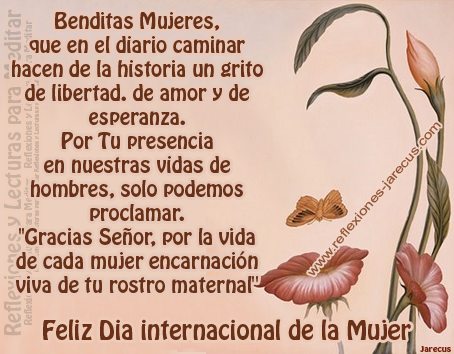 Benditas Mujeres,
que en el diario caminar
hacen de la historia un grito
de libertad. de amor y de
esperanza.
Por Tu presencia
en nuestras vidas de
hombres, solo podemos
proclamar.
"Gracias Señor, por la vida
de cada mujer encarnación
viva de tu rostro maternal"
Feliz Dia internacional de la Mujer
Jarecus
www.reflexiones-jarecus.com
Reflexiones y Lecturas para Meditar